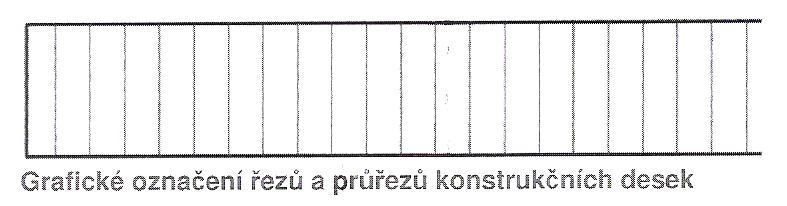 Grafické označení řezů a průřezů konstrukčních desek